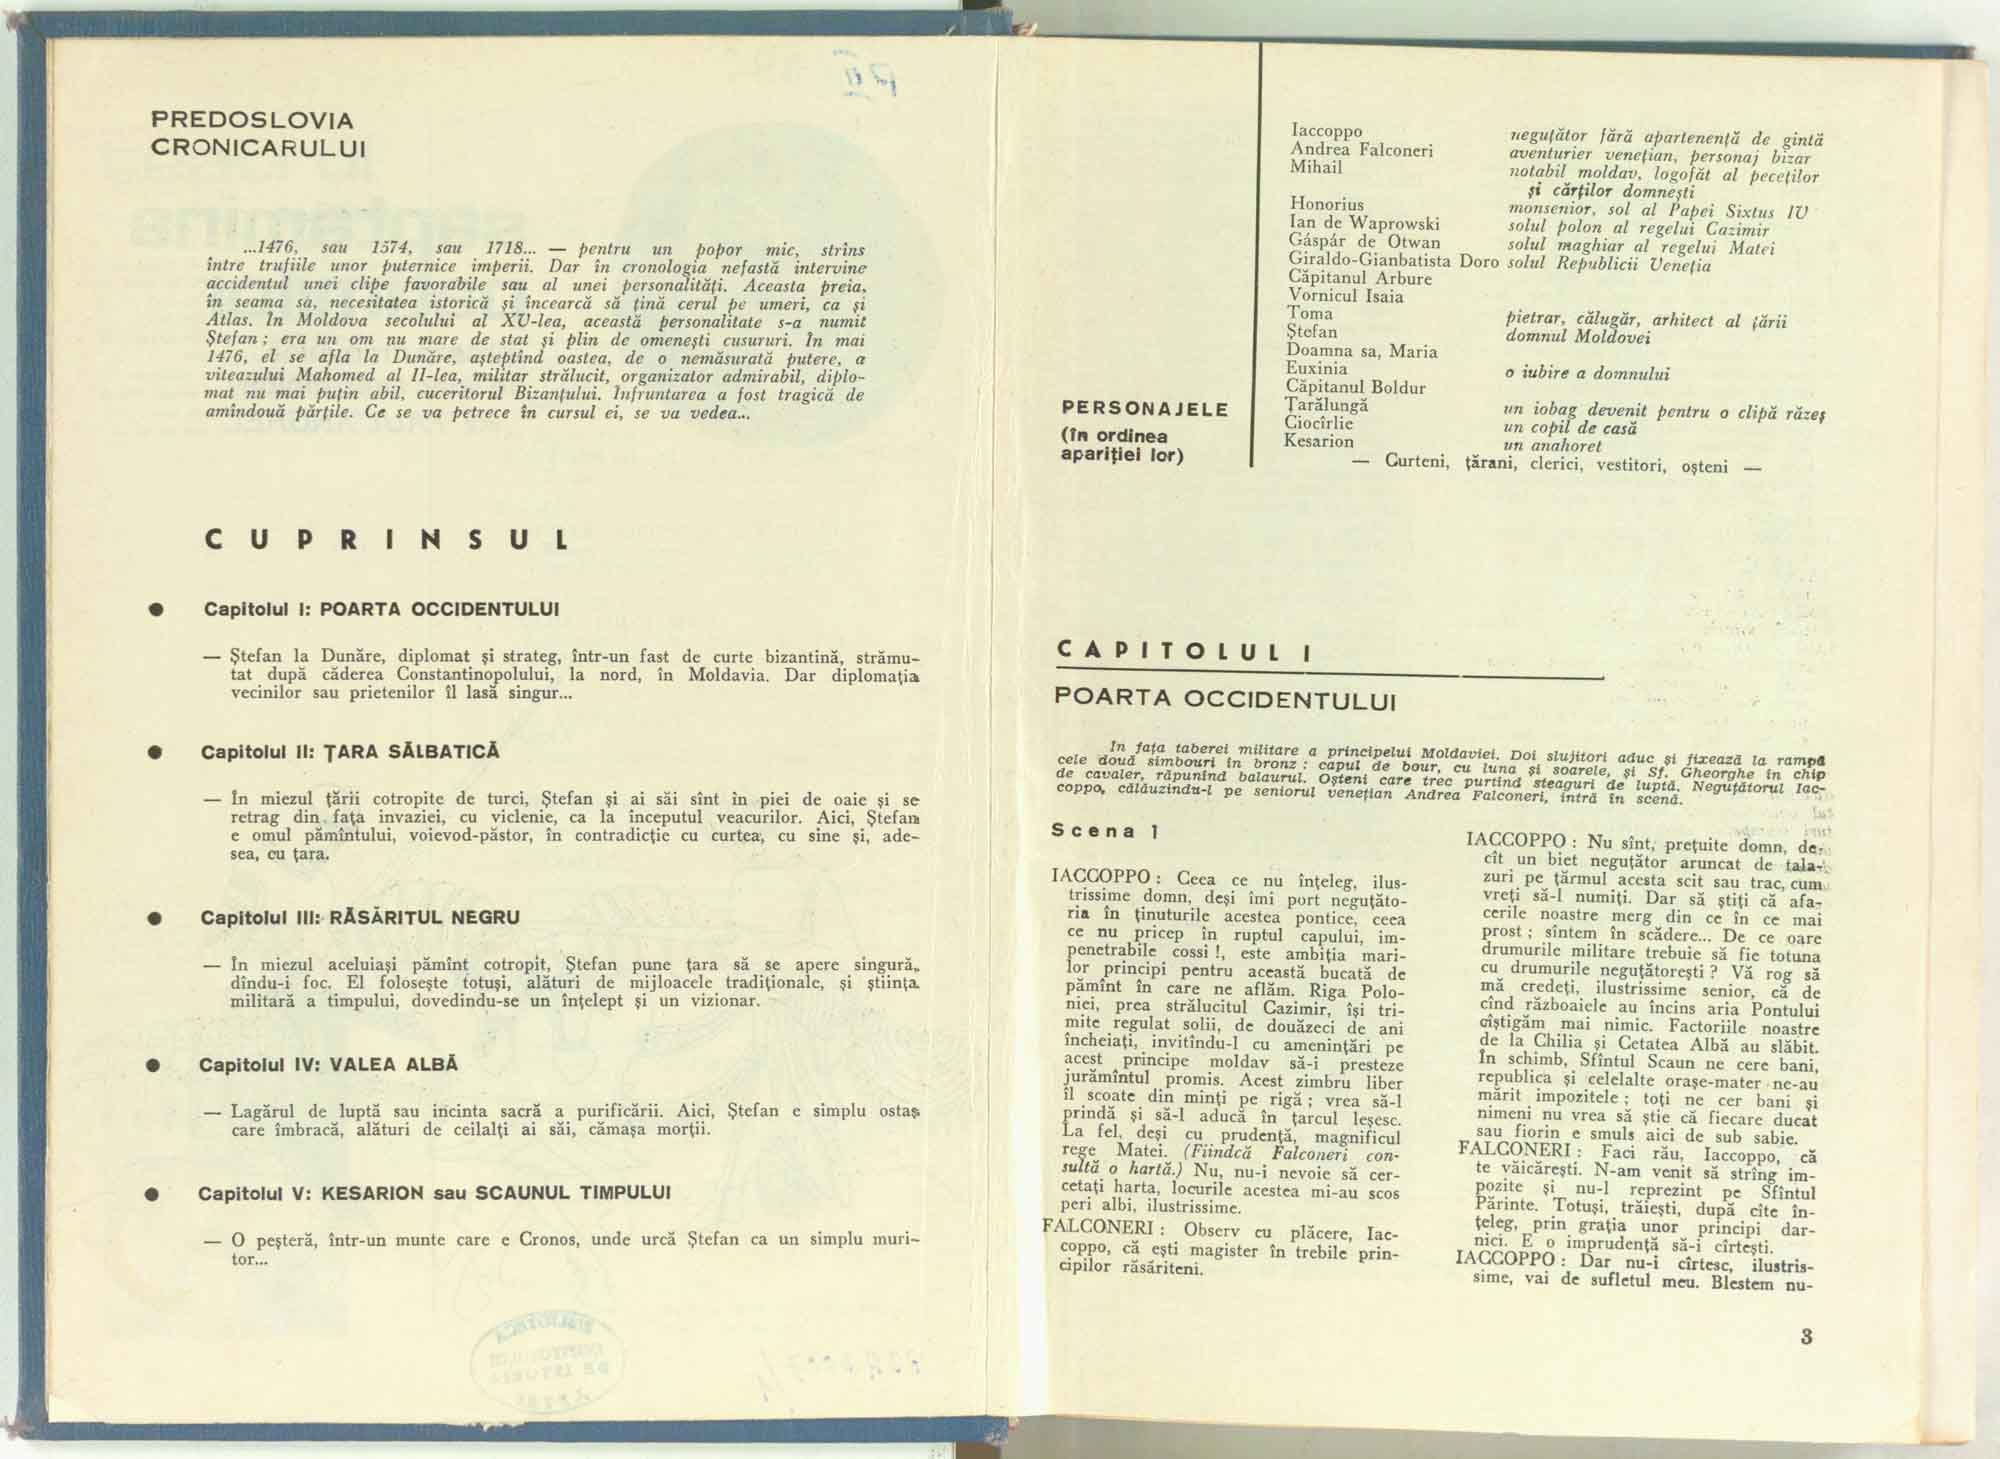 PREDOSLOVIA
CRONICARULUI
...1476, sau 1574, sau 1718... — pentru un popor mic, strîns
între trufiile unor puternice imperii. Dar în cronologia nefastă intervine
accidentul unei clipe favorabile sau al unei personalități. Aceasta preia,
în seama sa, necesitatea istorică și încearcă să țină cerul pe umeri, ca și
Atlas. În Moldova secolului al XV-lea, această personalitate s-a numit
Ștefan ; era un om nu mare de stat și plin de omenești cusururi. În mai
1476, el se afla la Dunăre, așteptînd oastea, de o nemăsurată putere, a
viteazului Mahomed al II-lea, militar strălucit, organizator admirabil, diplo-
mat nu mai puțin abil, cuceritorul Bizanțului. Înfruntarea a fost tragică de
amîndouă părțile. Ce se va petrece în cursul ei, se va vedea...
CUPRINSUL
● Capitolul I: POARTA OCCIDENTULUI
— Ștefan la Dunăre, diplomat și strateg, într-un fast de curte bizantină, strămu-
tat după căderea Constantinopolului, la nord, în Moldavia. Dar diplomația
vecinilor sau prietenilor îl lasă singur...
● Capitolul II: ȚARA SĂLBATICĂ
— În miezul țării cotropite de turci, Ștefan și ai săi sînt în piei de oaie și se
retrag din fața invaziei, cu viclenie, ca la începutul veacurilor. Aici, Ștefan
e omul pămîntului, voievod-păstor, în contradicție cu curtea, cu sine și, ade-
sea, cu țara.
● Capitolul III: RĂSĂRITUL NEGRU
— În miezul aceluiași pămînt cotropit, Ștefan pune țara să se apere singură,
dîndu-i foc. El folosește totuși, alături de mijloacele tradiționale, și știința
militară a timpului, dovedindu-se un înțelept și un vizionar.
● Capitolul IV: VALEA ALBĂ
— Lagărul de luptă sau incinta sacră a purificării. Aici, Ștefan e simplu ostaș
care îmbracă, alături de ceilalți ai săi, cămașa morții.
● Capitolul V: KESARION sau SCAUNUL TIMPULUI
— O peșteră, într-un munte care e Cronos, unde urcă Ștefan ca un simplu muri-
tor...
PERSONAJELE
(în ordinea
apariției lor)
Iaccoppo neguțător fără apartenență de gintă
Andrea Falconeri aventurier venețian, personaj bizar
Mihail notabil moldav, logofăt al peceților
și cărților domnești
Honorius monsenior, sol al Papei Sixtus IV
Ian de Waprowski solul polon al regelui Cazimir
Gáspár de Otwan solul maghiar al regelui Matei
Giraldo-Gianbatista Doro solul Republicii Veneția
Căpitanul Arbure
Vornicul Isaia
Toma pietrar, călugăr, arhitect al țării
Ștefan domnul Moldovei
Doamna sa, Maria
Euxinia o iubire a domnului
Căpitanul Boldur
Țarălungă un iobag devenit pentru o clipă răzeș
Ciocîrlie un copil de casă
Kesarion un anahoret
— Curteni, țărani, clerici, vestitori, oșteni —
CAPITOLUL I
POARTA OCCIDENTULUI
În fața taberei militare a principelui Moldaviei. Doi slujitori aduc și fixează la rampă
cele două simbouri în bronz : capul de bour, cu luna și soarele, și Sf. Gheorghe în chip
de cavaler, răpunînd balaurul. Oșteni care trec purtînd steaguri de luptă. Neguțătorul Iac-
coppo, călăuzindu-l pe seniorul venețian Andrea Falconeri, intră în scenă.
Scena 1
IACCOPPO : Ceea ce nu înțeleg, ilus-
trissime domn, deși îmi port neguțăto-
ria în ținuturile acestea pontice, ceea
ce nu pricep în ruptul capului, im-
penetrabile cossi !, este ambiția mari-
lor principi pentru această bucată de
pămînt în care ne aflăm. Riga Polo-
niei, prea strălucitul Cazimir, își tri-
mite regulat solii, de douăzeci de ani
încheiați, invitîndu-l cu amenințări pe
acest principe moldav să-i presteze
jurămîntul promis. Acest zimbru liber
îl scoate din minți pe rigă ; vrea să-l
prindă și să-l aducă în țarcul leșesc.
La fel, deși cu prudență, magnificul
rege Matei. (Fiindcă Falconeri con-
sultă o hartă.) Nu, nu-i nevoie să cer-
cetați harta, locurile acestea mi-au scos
peri albi, ilustrissime.
FALCONERI : Observ cu plăcere, Iac-
coppo, că ești magister în trebile prin-
cipilor răsăriteni.
IACCOPPO : Nu sînt, prețuite domn, de-
cît un biet neguțător aruncat de tala-
zuri pe țărmul acesta scit sau trac, cum
vreți să-l numiți. Dar să știți că afa-
cerile noastre merg din ce în ce mai
prost ; sîntem în scădere... De ce oare
drumurile militare trebuie să fie totuna
cu drumurile neguțătorești ? Vă rog să
mă credeți, ilustrissime senior, că de
cînd războaiele au încins aria Pontului
cîștigăm mai nimic. Factoriile noastre
de la Chilia și Cetatea Albă au slăbit.
În schimb, Sfîntul Scaun ne cere bani,
republica și celelalte orașe-mater ne-au
mărit impozitele ; toți ne cer bani și
nimeni nu vrea să știe că fiecare ducat
sau fiorin e smuls aici de sub sabie.
FALCONERI : Faci rău, Iaccoppo, că
te văicărești. N-am venit să strîng im-
pozite și nu-l reprezint pe Sfîntul
Părinte. Totuși, trăiești, după cîte în-
țeleg, prin grația unor principi dar-
nici. E o imprudență să-i cîrtești.
IACCOPPO : Dar nu-i cîrtesc, ilustris-
sime, vai de sufletul meu. Blestem nu-
3